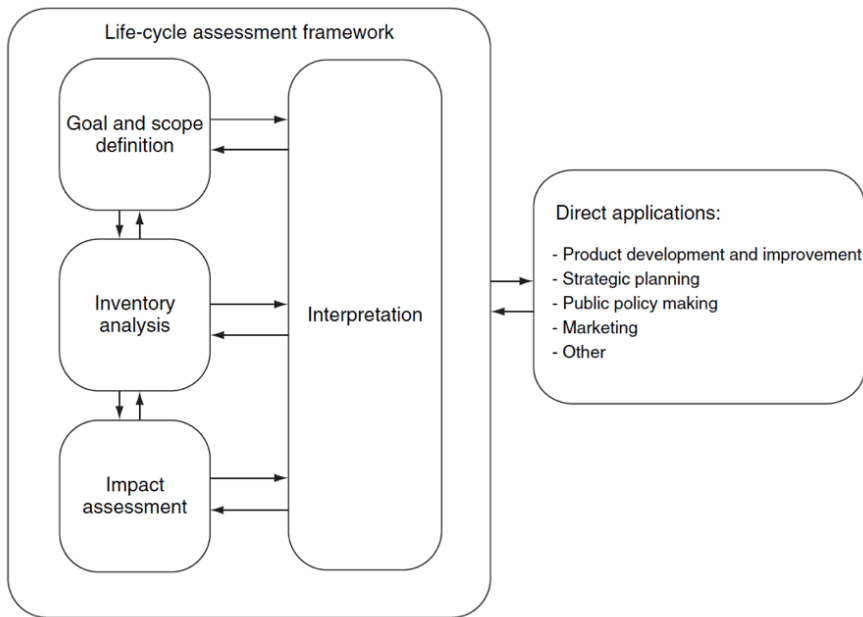 Life-cycle assessment framework
Goal and scope
definition
Inventory
analysis
Impact
assessment
Interpretation
Direct applications:
- Product development and improvement
- Strategic planning
- Public policy making
- Marketing
- Other